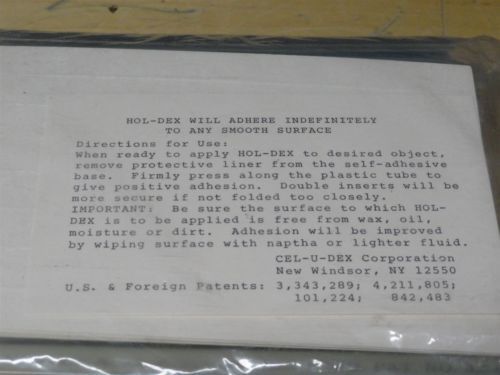 HOL-DEX WILL ADHERE INDEFINITELY
TO ANY SMOOTH SURFACE
Directions for Use:
When ready to apply HOL-DEX to desired object,
remove protective liner from the self-adhesive
base. Firmly press along the plastic tube to
give positive adhesion. Double inserts will be
more secure if not folded too closely.
IMPORTANT: Be sure the surface to which HOL-
DEX is to be applied is free from wax, oil,
moisture or dirt. Adhesion will be improved
by wiping surface with naptha or lighter fluid.
CEL-U-DEX Corporation
New Windsor, NY 12550
U.S. & Foreign Patents: 3,343,289; 4,211,805;
101,224; 842,483